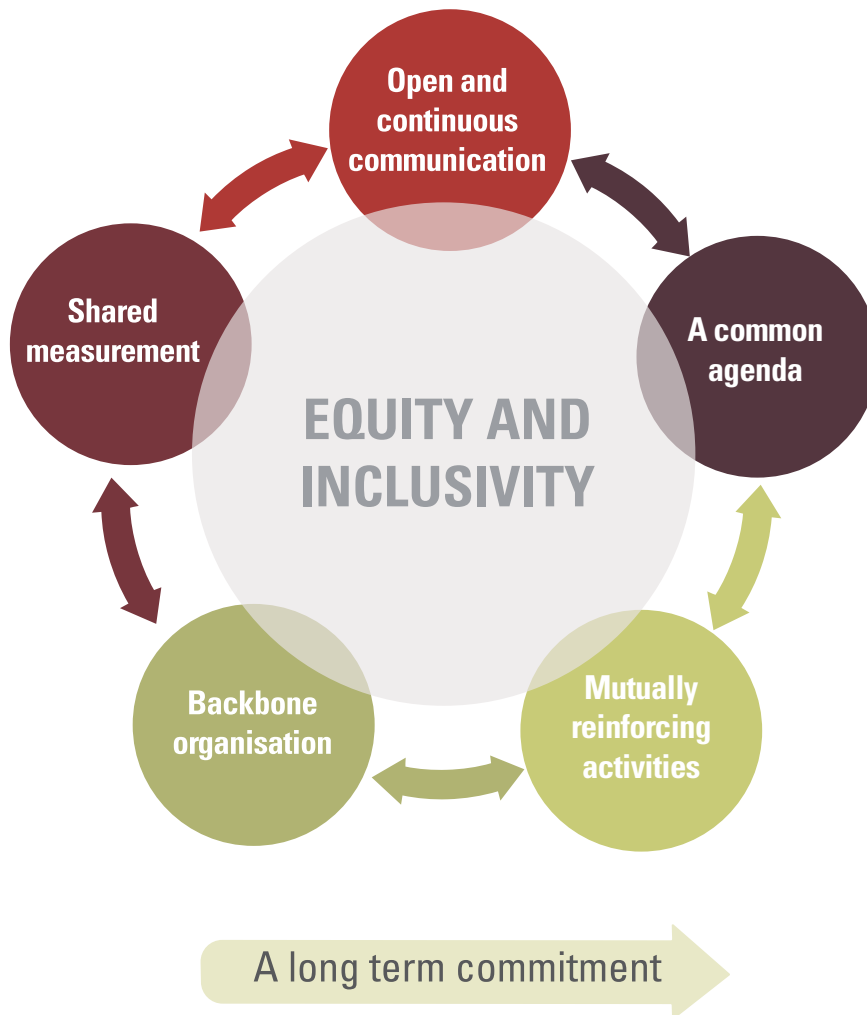 Open and
continuous
communication
Shared
measurement
A common
agenda
EQUITY AND
INCLUSIVITY
Backbone
organisation
Mutually
reinforcing
activities
A long term commitment